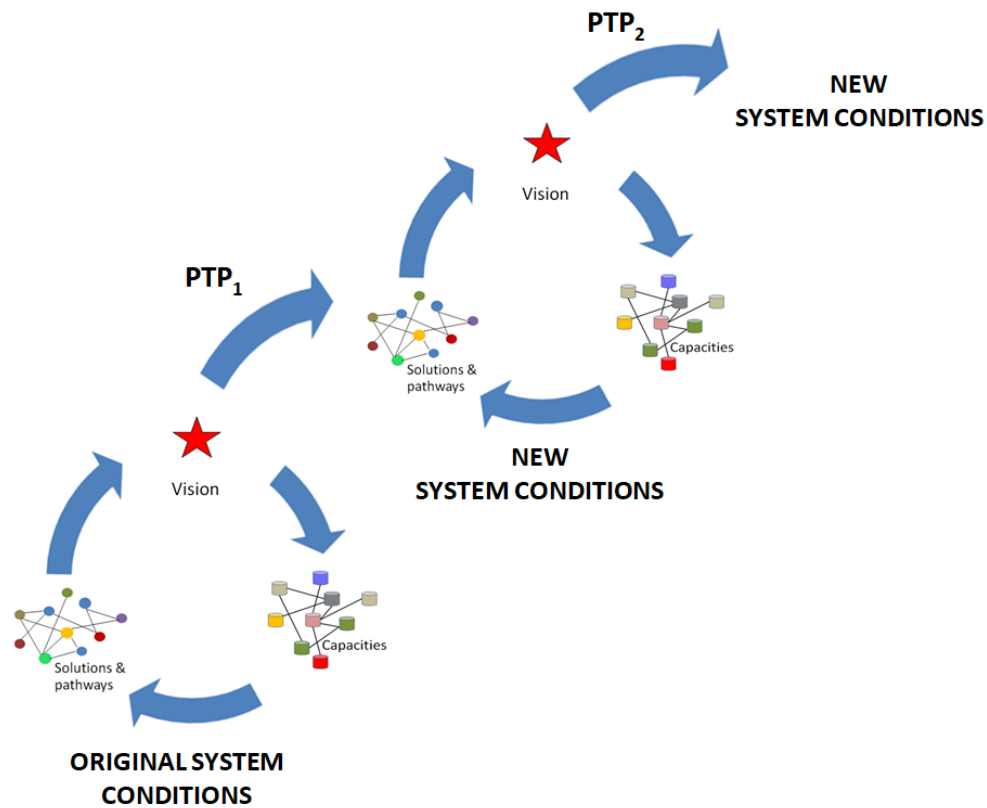 PTP2
NEW
SYSTEM CONDITIONS
Vision
PTP1
Capacities
Solutions &
pathways
NEW
SYSTEM CONDITIONS
Vision
Capacities
Solutions &
pathways
ORIGINAL SYSTEM
CONDITIONS